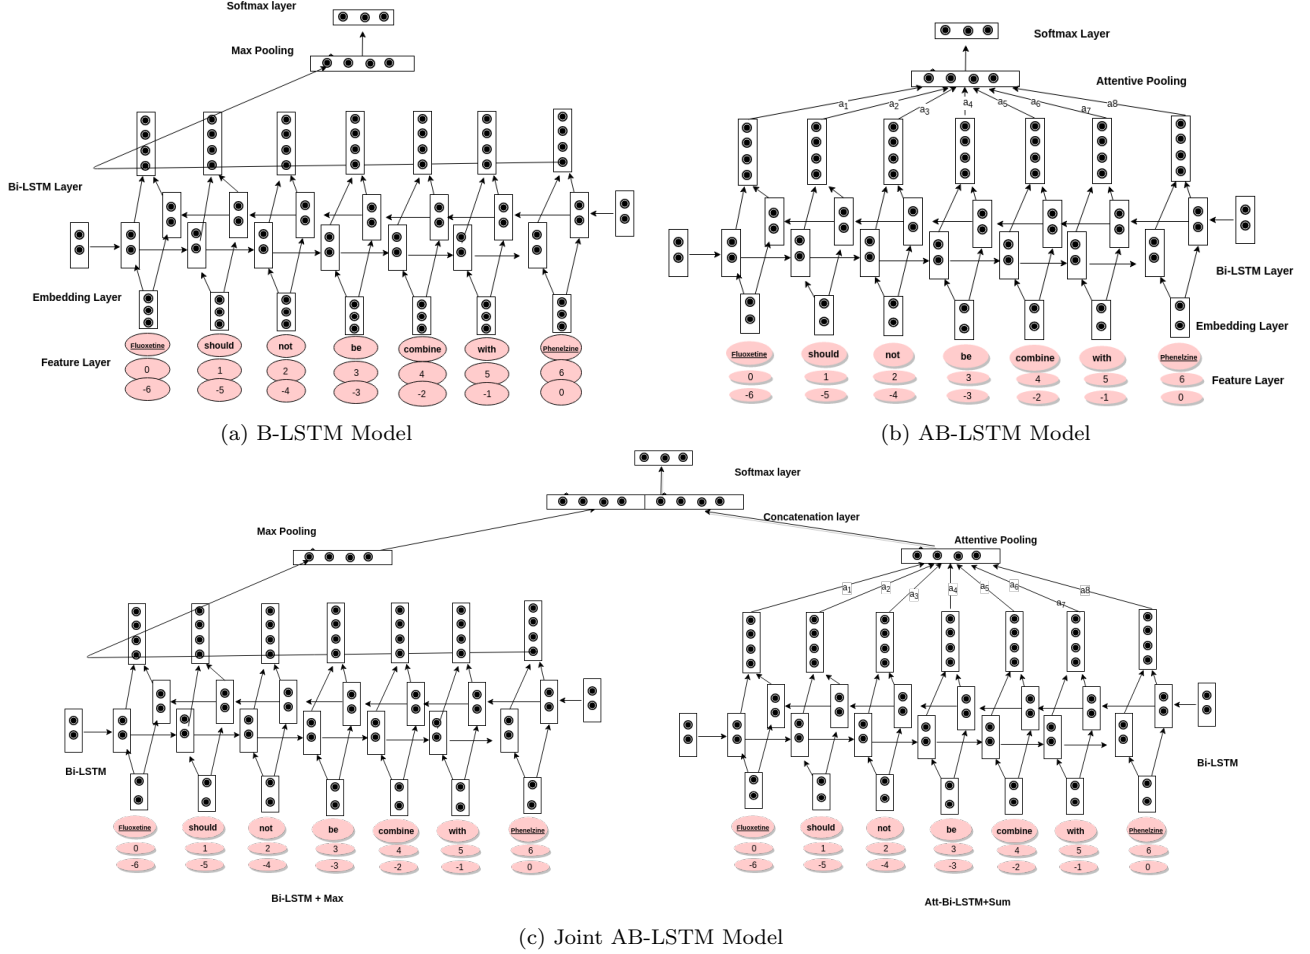 Softmax layer
Max Pooling
Bi-LSTM Layer
Embedding Layer
Feature Layer
Fluoxetine should not be combine with Phenelzine
0 1 2 3 4 5 6
-6 -5 -4 -3 -2 -1 0
(a) B-LSTM Model
Softmax Layer
Attentive Pooling
a1 a2 a3 a4 a5 a6 a7 a8
Bi-LSTM Layer
Embedding Layer
Feature Layer
Fluoxetine should not be combine with Phenelzine
0 1 2 3 4 5 6
-6 -5 -4 -3 -2 -1 0
(b) AB-LSTM Model
Softmax layer
Concatenation layer
Max Pooling
Bi-LSTM
Fluoxetine should not be combine with Phenelzine
0 1 2 3 4 5 6
-6 -5 -4 -3 -2 -1 0
Bi-LSTM + Max
Attentive Pooling
a1 a2 a3 a4 a5 a6 a7 a8
Bi-LSTM
Fluoxetine should not be combine with Phenelzine
0 1 2 3 4 5 6
-6 -5 -4 -3 -2 -1 0
Att-Bi-LSTM+Sum
(c) Joint AB-LSTM Model